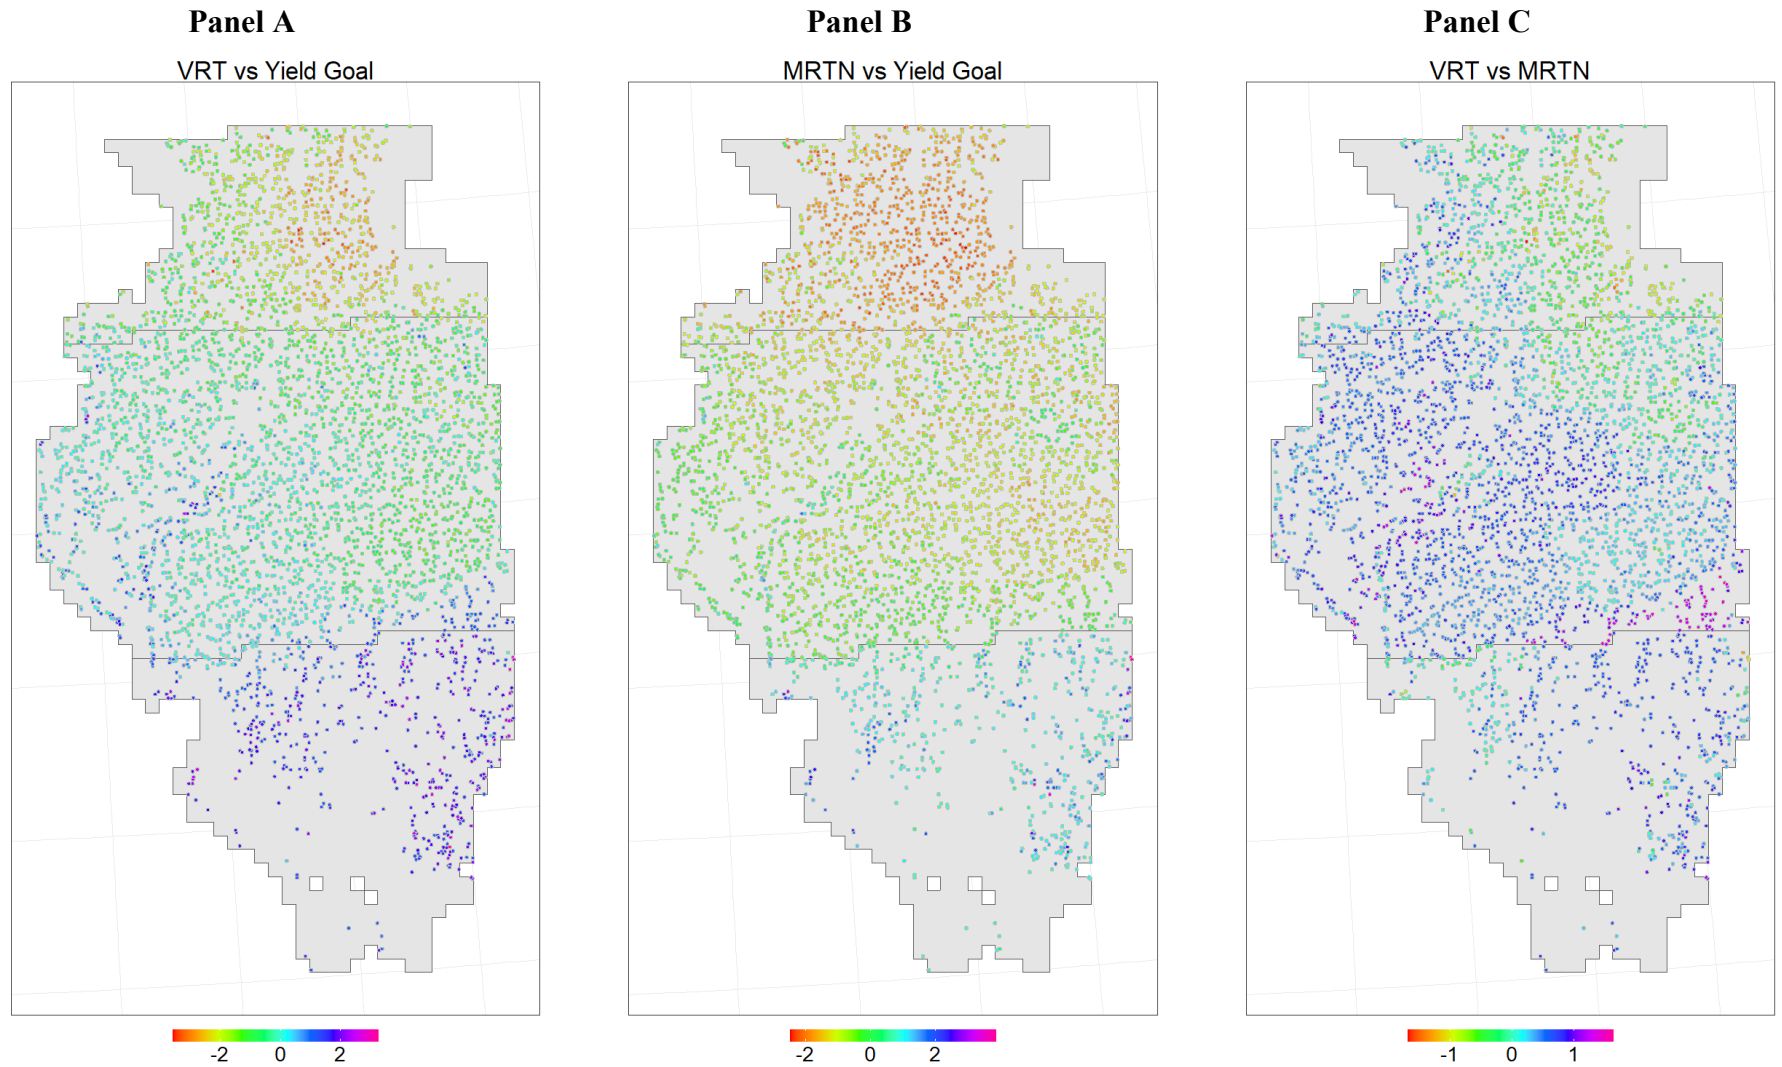 Panel A
Panel B
Panel C
VRT vs Yield Goal
MRTN vs Yield Goal
VRT vs MRTN
-2 0 2
-2 0 2
-1 0 1